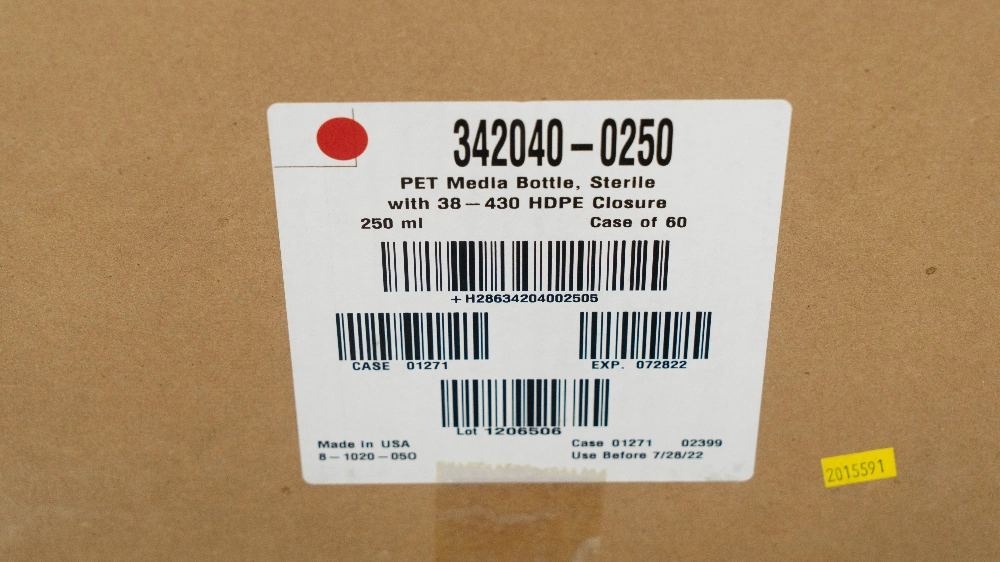 342040-0250
PET Media Bottle, Sterile
with 38-430 HDPE Closure
250 ml Case of 60
+H28634204002505
CASE 01271 EXP. 072822
Lot 1206506
Made in USA Case 01271 02399
8-1020-050 Use Before 7/28/22
2015591